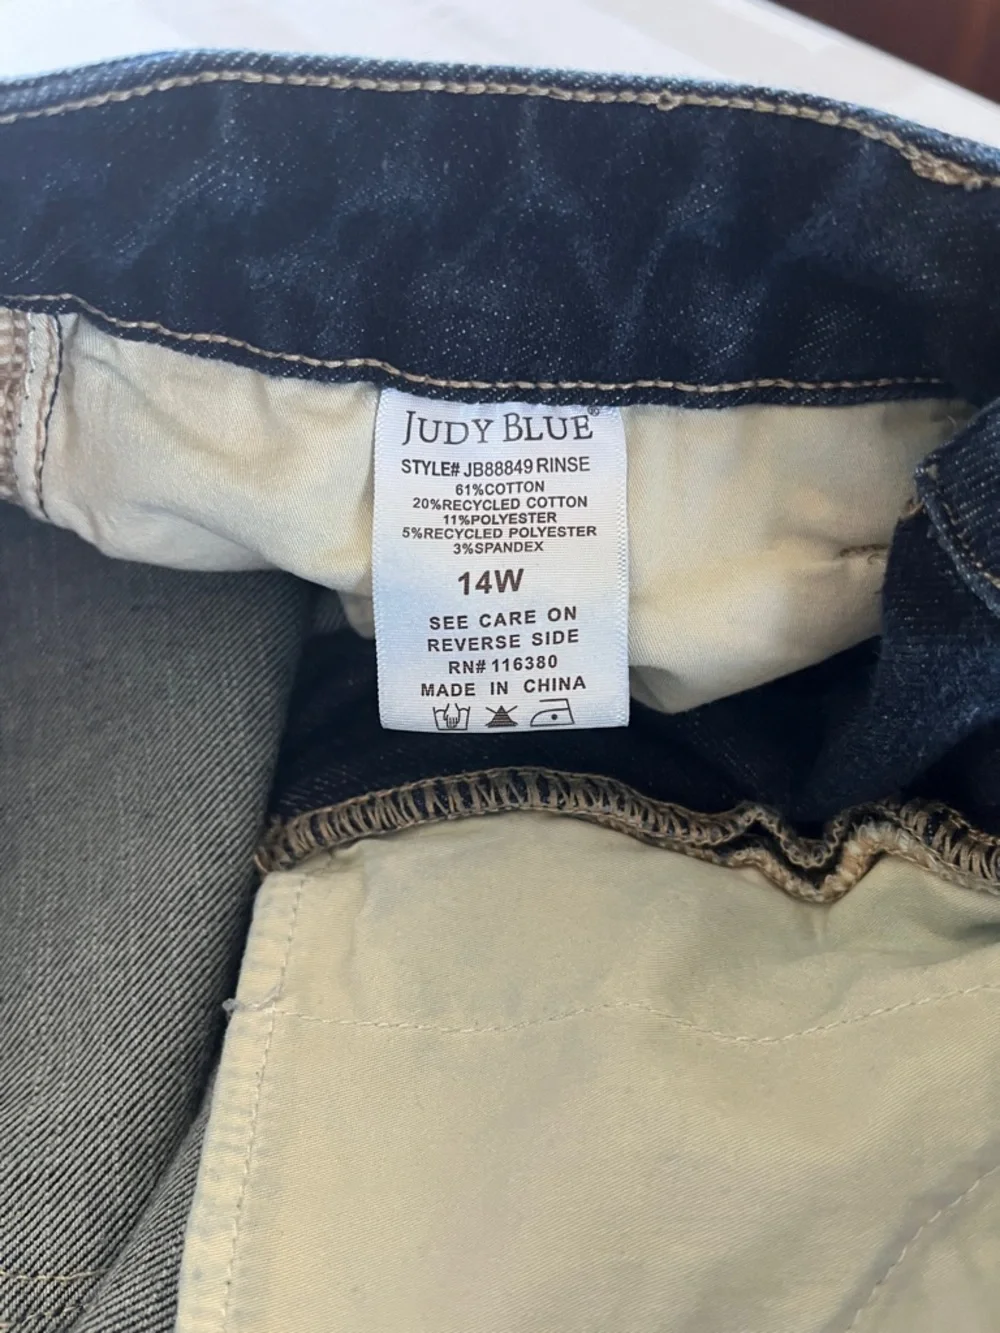 JUDY BLUE®
STYLE# JB88849 RINSE
61%COTTON
20%RECYCLED COTTON
11%POLYESTER
5%RECYCLED POLYESTER
3%SPANDEX
14W
SEE CARE ON
REVERSE SIDE
RN# 116380
MADE IN CHINA